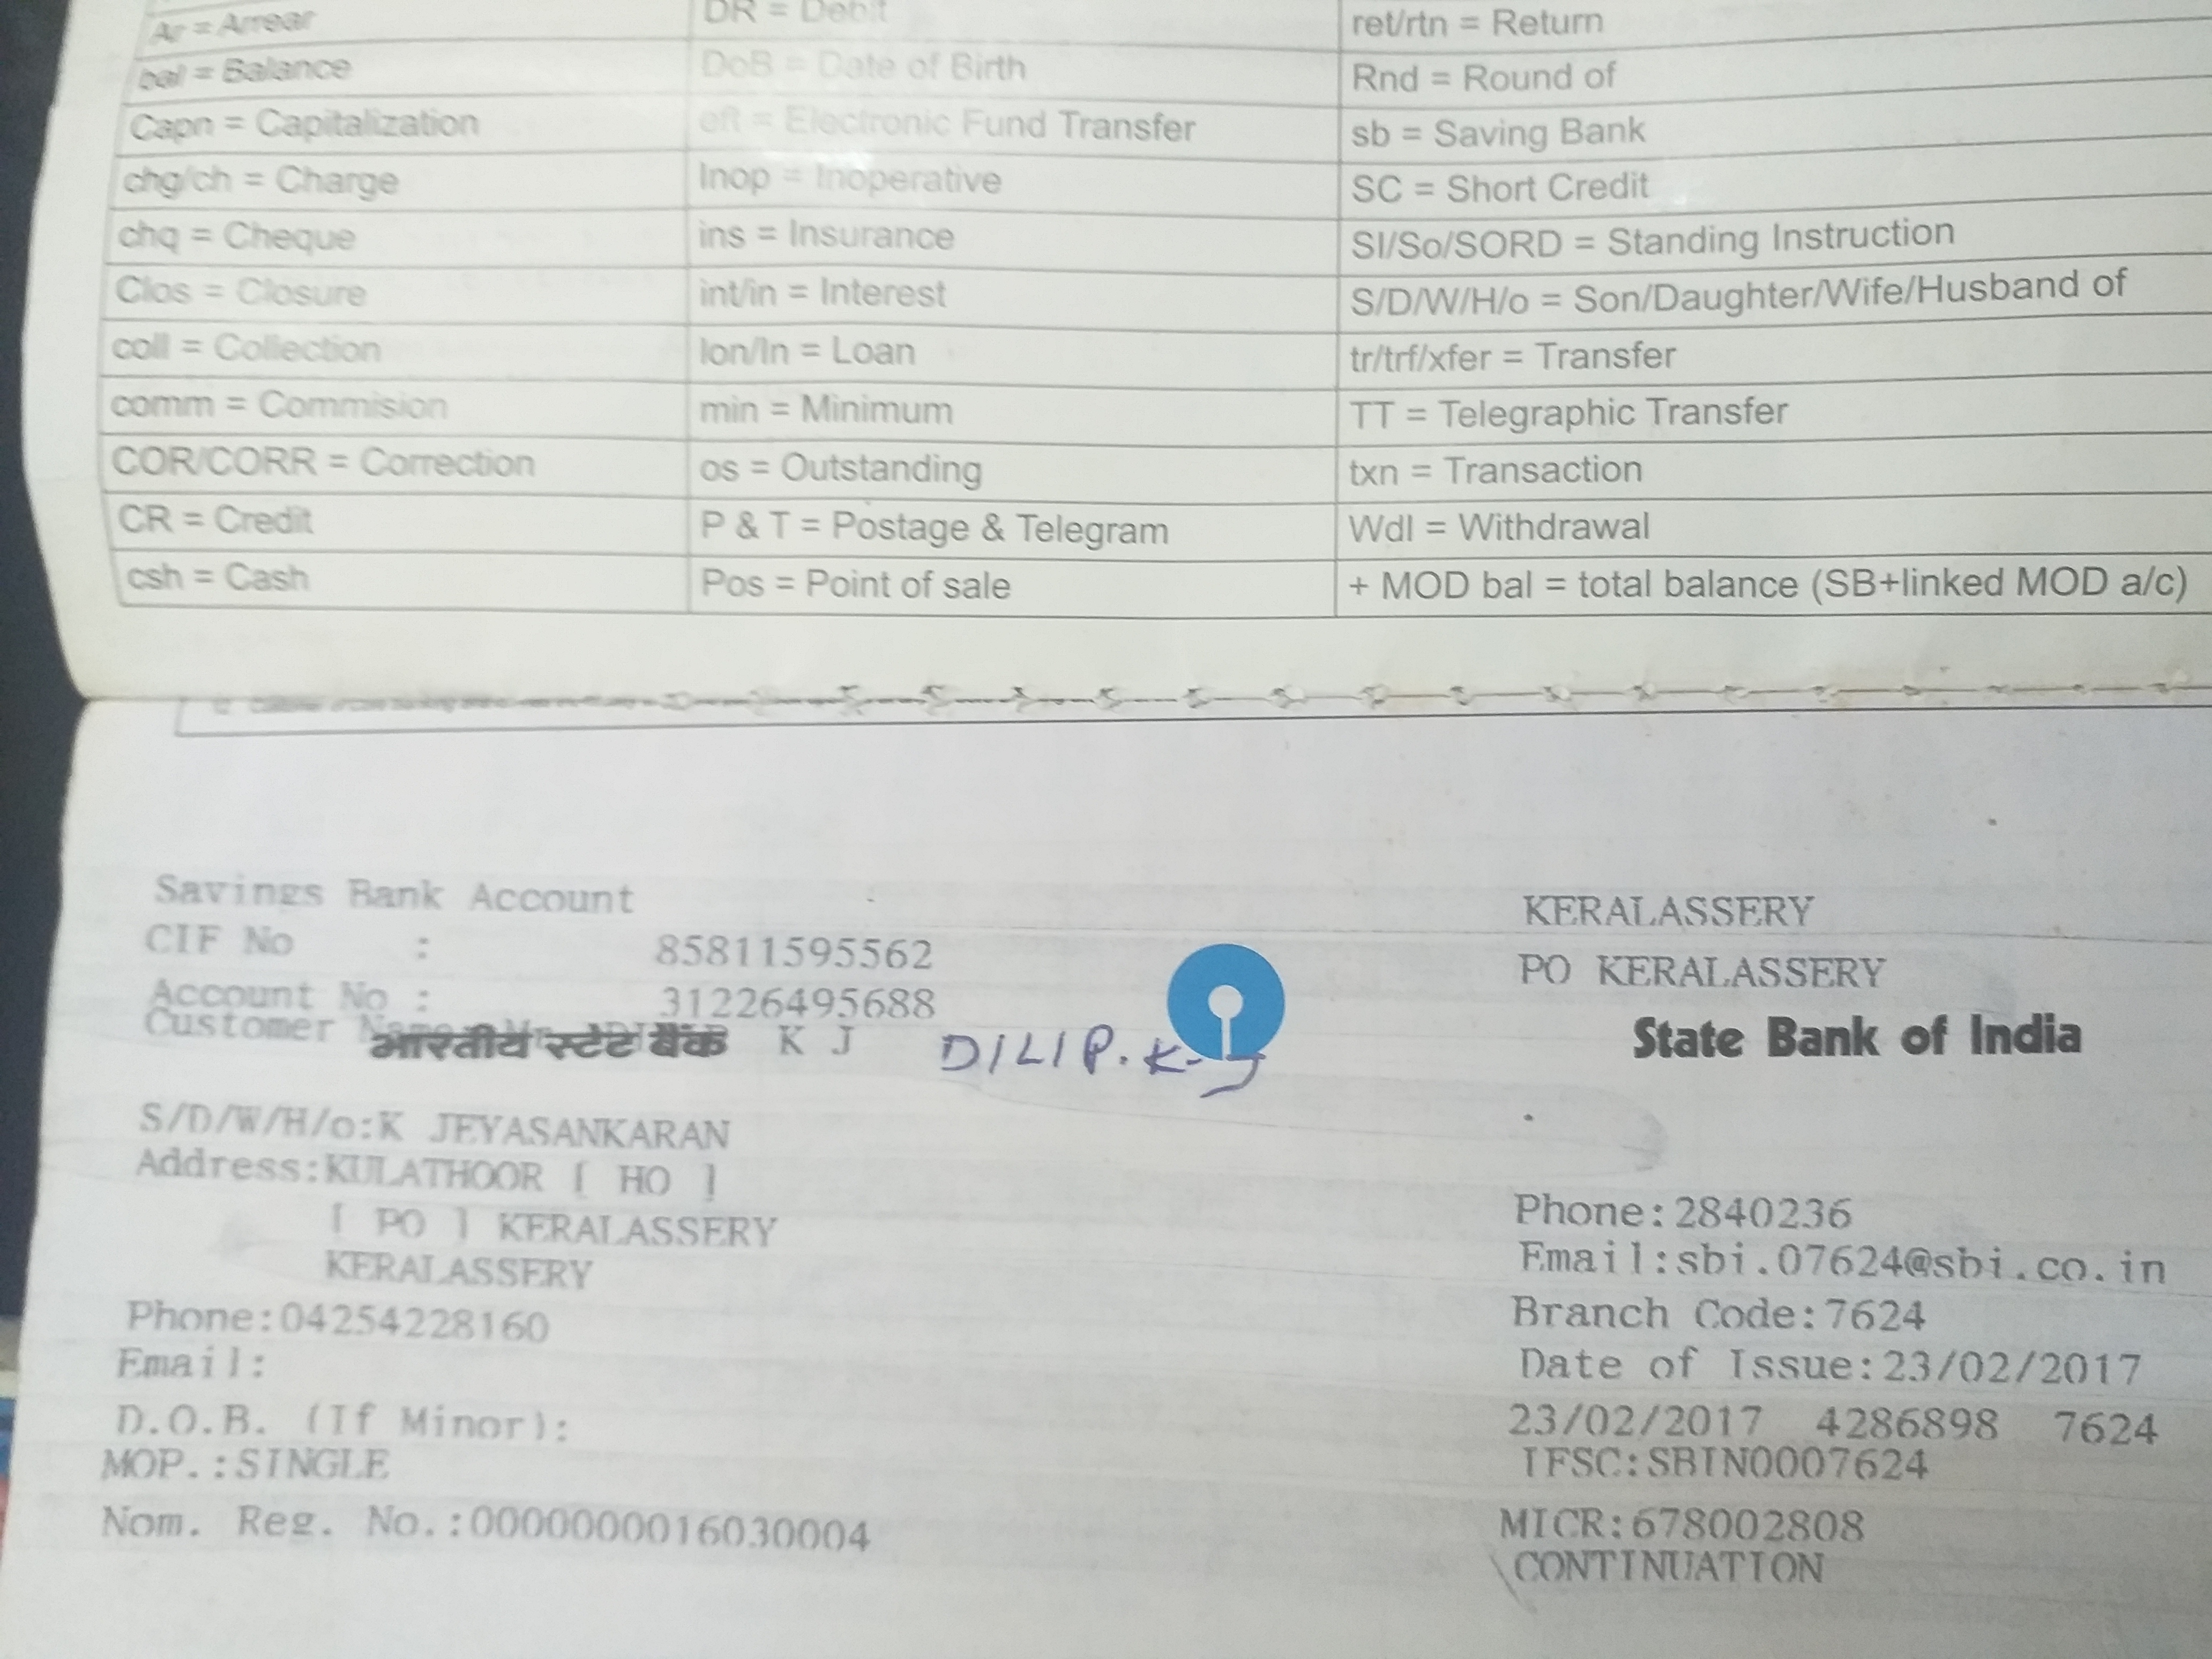 Ar = Arrear
DR = Debit
ret/rtn = Return
bal = Balance
DoB = Date of Birth
Rnd = Round of
Capn = Capitalization
eft = Electronic Fund Transfer
sb = Saving Bank
chg/ch = Charge
Inop = Inoperative
SC = Short Credit
chq = Cheque
ins = Insurance
SI/So/SORD = Standing Instruction
Clos = Closure
int/in = Interest
S/D/W/H/o = Son/Daughter/Wife/Husband of
coll = Collection
lon/ln = Loan
tr/trf/xfer = Transfer
comm = Commision
min = Minimum
TT = Telegraphic Transfer
COR/CORR = Correction
os = Outstanding
txn = Transaction
CR = Credit
P & T = Postage & Telegram
Wdl = Withdrawal
csh = Cash
Pos = Point of sale
+ MOD bal = total balance (SB+linked MOD a/c)
Savings Bank Account
KERALASSERY
CIF No : 85811595562
PO KERALASSERY
Account No : 31226495688
Customer Name K J DILIP.K.J
भारतीय स्टेट बैंक
State Bank of India
S/D/W/H/o:K JEYASANKARAN
Address:KULATHOOR [ HO ]
[ PO ] KERALASSERY
KERALASSERY
Phone:04254228160
Email:
D.O.B. (If Minor):
MOP.:SINGLE
Nom. Reg. No.:00000000016030004
Phone:2840236
Email:sbi.07624@sbi.co.in
Branch Code:7624
Date of Issue:23/02/2017
23/02/2017 4286898 7624
IFSC:SBIN0007624
MICR:678002808
CONTINUATION